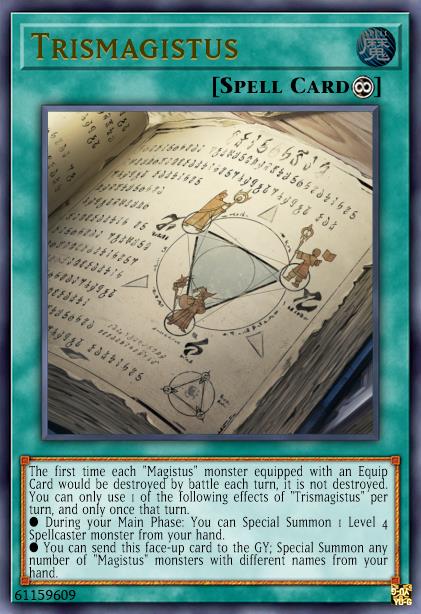 Trismagistus
魔
[Spell Card]
The first time each "Magistus" monster equipped with an Equip
Card would be destroyed by battle each turn, it is not destroyed.
You can only use 1 of the following effects of "Trismagistus" per
turn, and only once that turn.
● During your Main Phase: You can Special Summon 1 Level 4
Spellcaster monster from your hand.
● You can send this face-up card to the GY; Special Summon any
number of "Magistus" monsters with different names from your
hand.
61159609